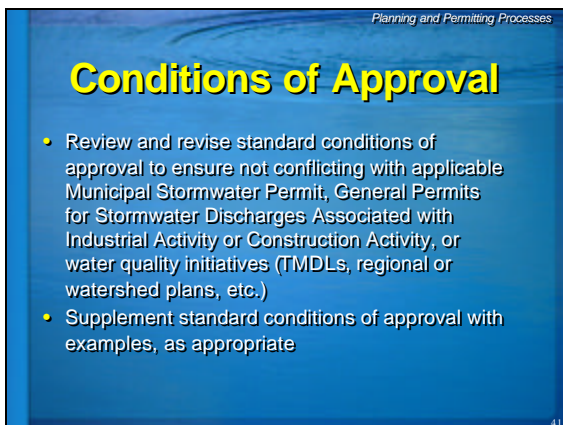 Planning and Permitting Processes
Conditions of Approval
• Review and revise standard conditions of
approval to ensure not conflicting with applicable
Municipal Stormwater Permit, General Permits
for Stormwater Discharges Associated with
Industrial Activity or Construction Activity, or
water quality initiatives (TMDLs, regional or
watershed plans, etc.)
• Supplement standard conditions of approval with
examples, as appropriate
41